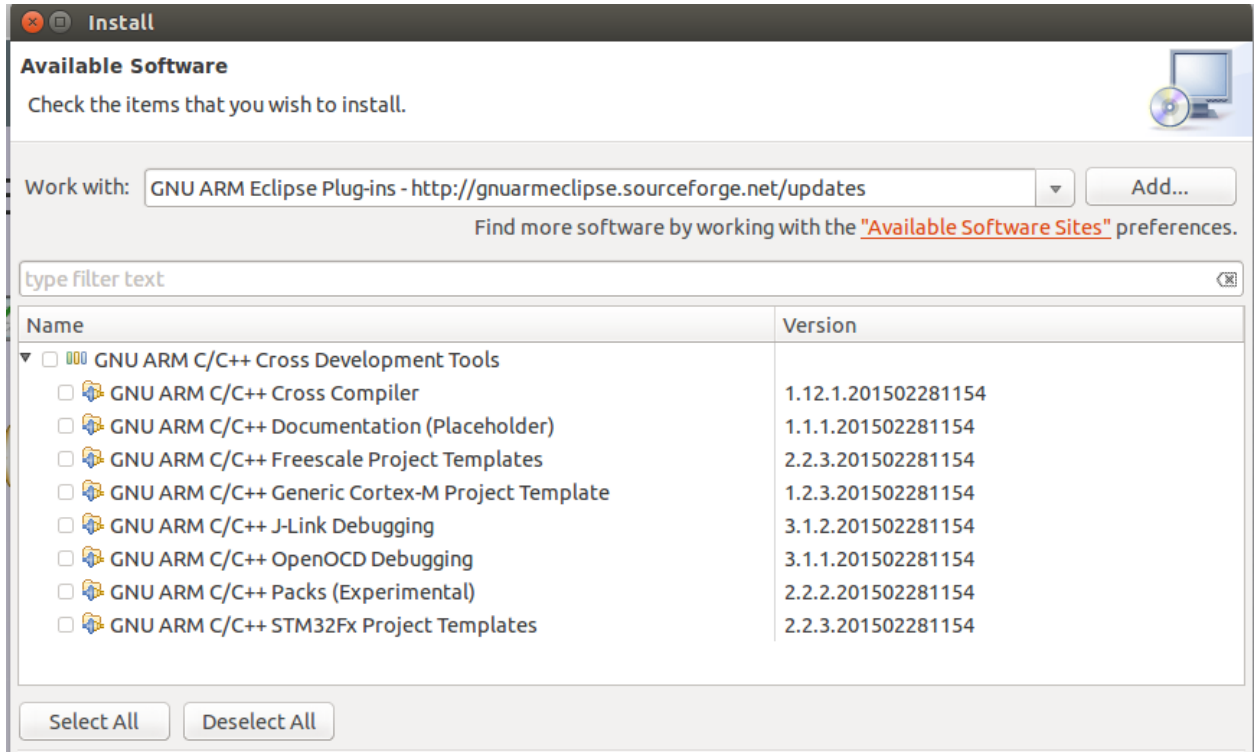 Install
Available Software
Check the items that you wish to install.
Work with: GNU ARM Eclipse Plug-ins - http://gnuarmeclipse.sourceforge.net/updates Add...
Find more software by working with the "Available Software Sites" preferences.
type filter text
Name Version
GNU ARM C/C++ Cross Development Tools
GNU ARM C/C++ Cross Compiler 1.12.1.201502281154
GNU ARM C/C++ Documentation (Placeholder) 1.1.1.201502281154
GNU ARM C/C++ Freescale Project Templates 2.2.3.201502281154
GNU ARM C/C++ Generic Cortex-M Project Template 1.2.3.201502281154
GNU ARM C/C++ J-Link Debugging 3.1.2.201502281154
GNU ARM C/C++ OpenOCD Debugging 3.1.1.201502281154
GNU ARM C/C++ Packs (Experimental) 2.2.2.201502281154
GNU ARM C/C++ STM32Fx Project Templates 2.2.3.201502281154
Select All Deselect All